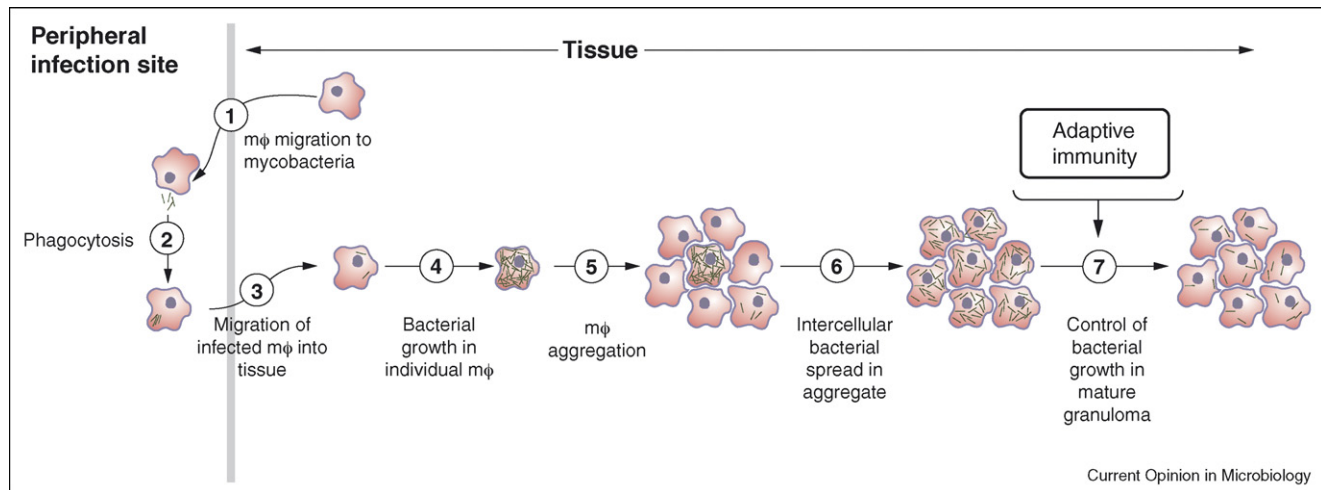 Peripheral
infection site
Tissue
1
mϕ migration to
mycobacteria
Phagocytosis
2
3
Migration of
infected mϕ into
tissue
4
Bacterial
growth in
individual mϕ
5
mϕ
aggregation
6
Intercellular
bacterial
spread in
aggregate
Adaptive
immunity
7
Control of
bacterial
growth in
mature
granuloma
Current Opinion in Microbiology